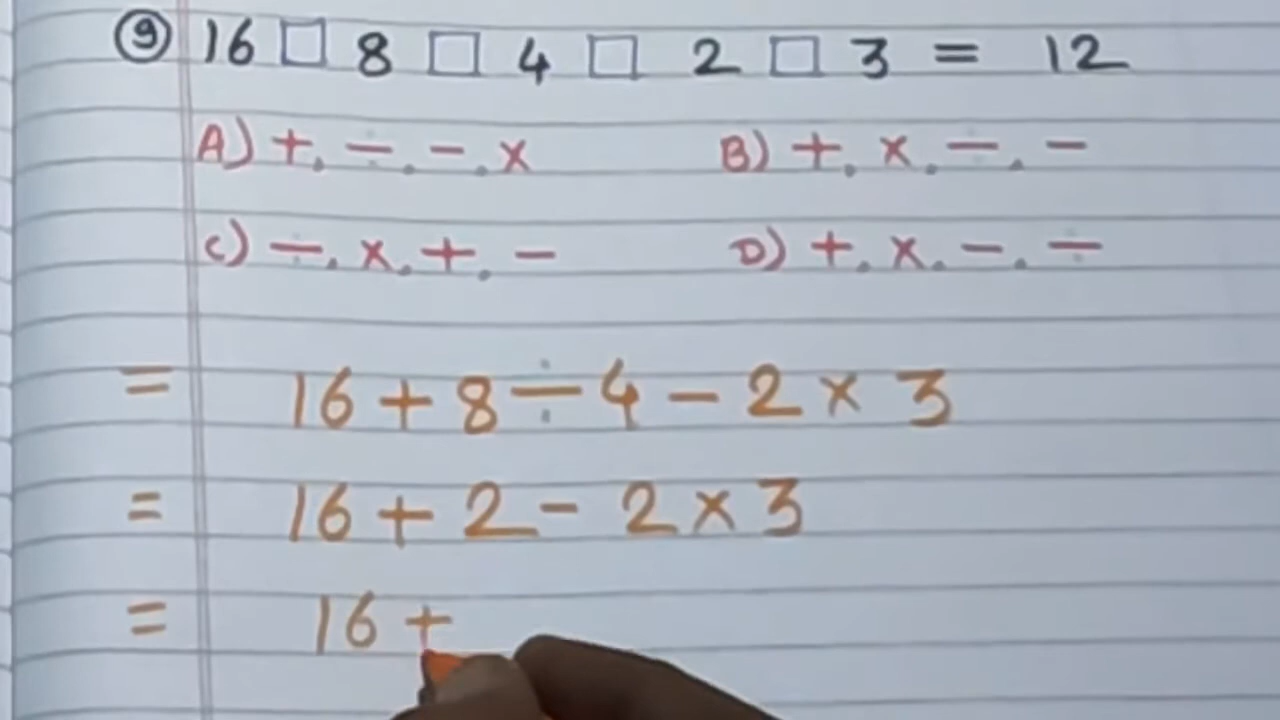 9 16 □ 8 □ 4 □ 2 □ 3 = 12
A) +, ÷, -, × B) +, ×, ÷, -
C) ÷, ×, +, - D) +, ×, -, ÷
= 16 + 8 ÷ 4 - 2 × 3
= 16 + 2 - 2 × 3
= 16 +